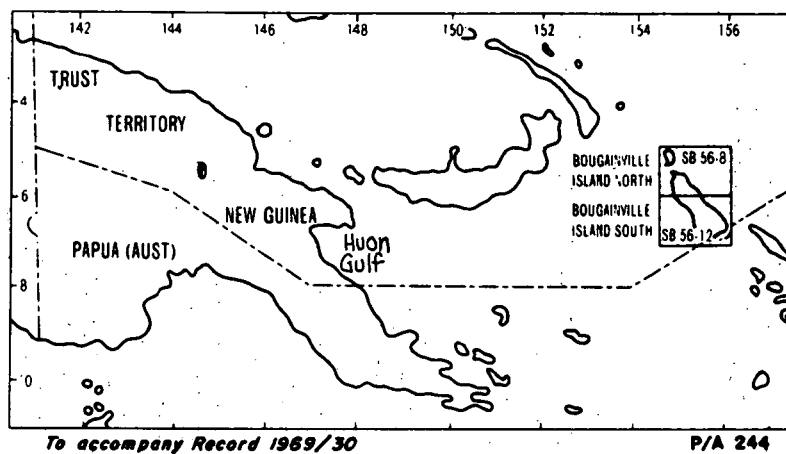 142 144 146 148 150 152 154 156
TRUST
4
TERRITORY
BOUGAINVILLE
ISLAND NORTH
SB 56-8
6
NEW GUINEA
BOUGAINVILLE
ISLAND SOUTH
SB 56-12
PAPUA (AUST)
Huon
Gulf
8
0
To accompany Record 1969/30
P/A 244